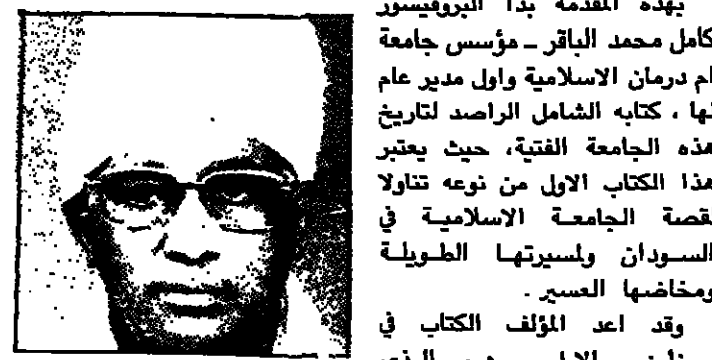 بهذه المقدمة بدأ البروفيسور
كامل محمد الباقر ــ مؤسس جامعة
ام درمان الاسلامية واول مدير عام
لها ، كتابه الشامل الراصد لتاريخ
هذه الجامعة الفتية، حيث يعتبر
هذا الكتاب الاول من نوعه تناولا
لقصة الجامعة الاسلامية في
السودان ولمسيرتها الطويلة
ومخاضها العسير .
وقد اعد المؤلف الكتاب في